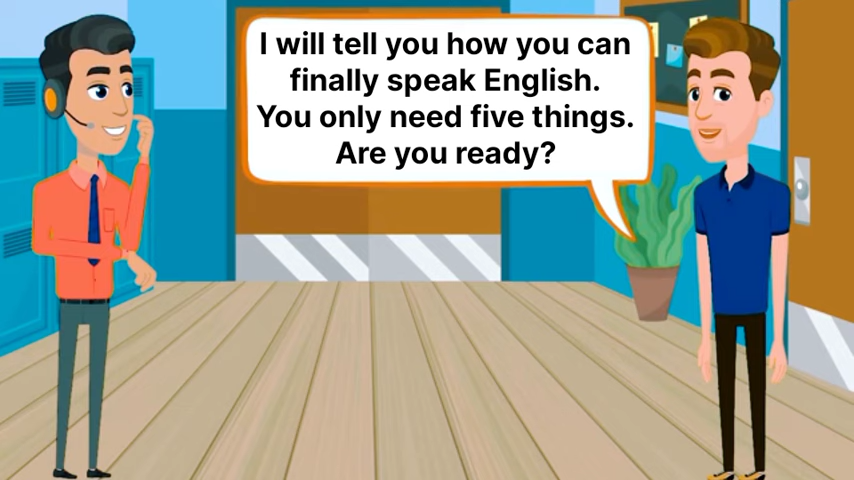 I will tell you how you can
finally speak English.
You only need five things.
Are you ready?